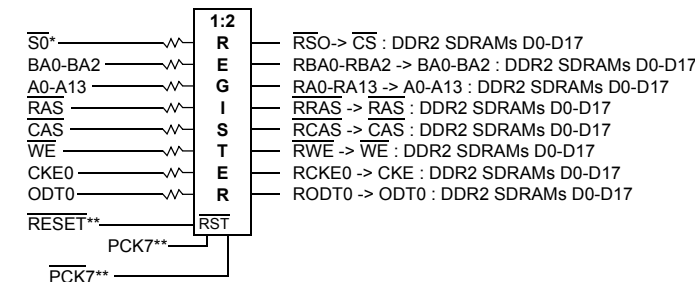 1:2
S0* R RSO-> CS : DDR2 SDRAMs D0-D17
BA0-BA2 E RBA0-RBA2 -> BA0-BA2 : DDR2 SDRAMs D0-D17
A0-A13 G RA0-RA13 -> A0-A13 : DDR2 SDRAMs D0-D17
RAS I RRAS -> RAS : DDR2 SDRAMs D0-D17
CAS S RCAS -> CAS : DDR2 SDRAMs D0-D17
WE T RWE -> WE : DDR2 SDRAMs D0-D17
CKE0 E RCKE0 -> CKE : DDR2 SDRAMs D0-D17
ODT0 R RODT0 -> ODT0 : DDR2 SDRAMs D0-D17
RESET** RST
PCK7**
PCK7**